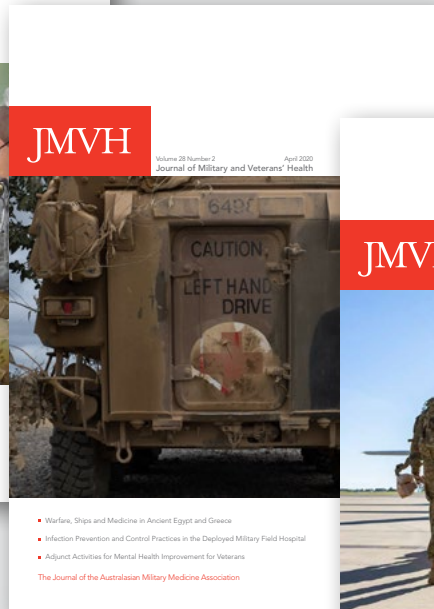 JMVH
Volume 28 Number 2
April 2020
Journal of Military and Veterans' Health
6498
CAUTION
LEFT HAND
DRIVE
Warfare, Ships and Medicine in Ancient Egypt and Greece
Infection Prevention and Control Practices in the Deployed Military Field Hospital
Adjunct Activities for Mental Health Improvement for Veterans
The Journal of the Australasian Military Medicine Association
JMV